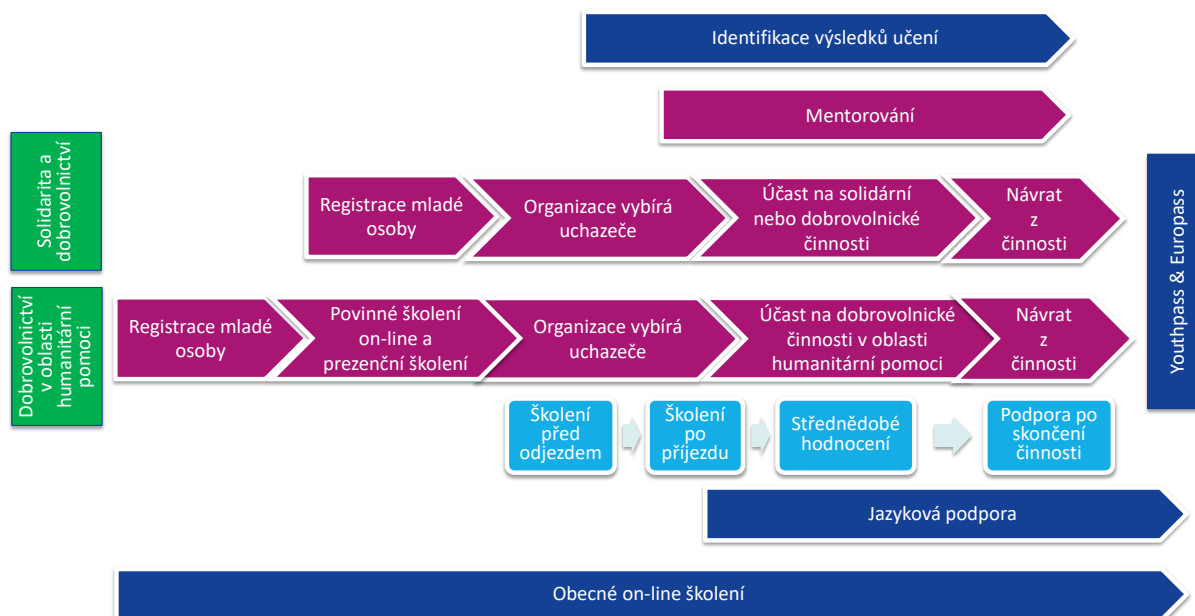 Identifikace výsledků učení
Mentorování
Solidarita a
dobrovolnictví
Registrace mladé
osoby
Organizace vybírá
uchazeče
Účast na solidární
nebo dobrovolnické
činnosti
Návrat
z
činnosti
Youthpass & Europass
Dobrovolnictví
v oblasti
humanitární
pomoci
Registrace mladé
osoby
Povinné školení
on-line a
prezenční školení
Organizace vybírá
uchazeče
Účast na dobrovolnické
činnosti v oblasti
humanitární pomoci
Návrat
z
činnosti
Školení
před
odjezdem
Školení
po
příjezdu
Střednědobé
hodnocení
Podpora po
skončení
činnosti
Jazyková podpora
Obecné on-line školení